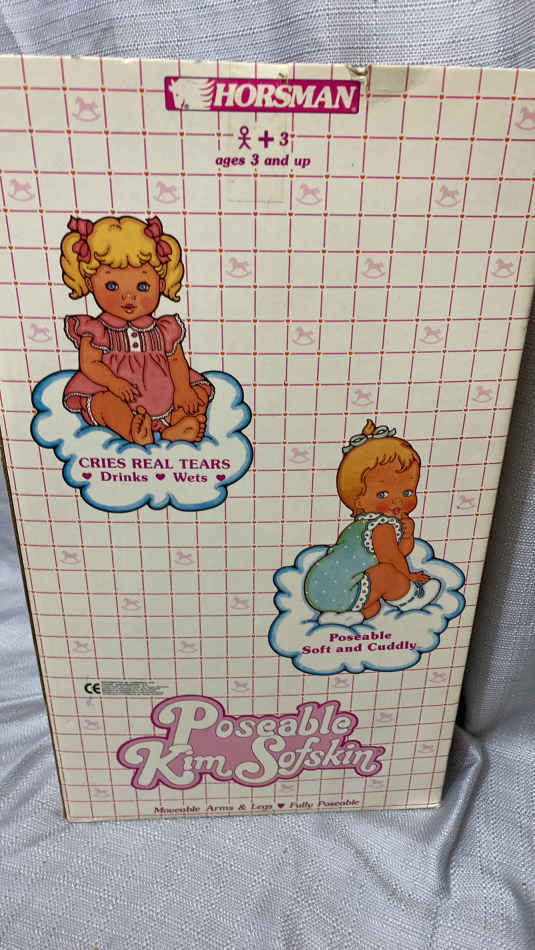 HORSMAN
+ 3
ages 3 and up
CRIES REAL TEARS
Drinks ♥ Wets ♥
Poseable
Soft and Cuddly
CE
Poseable
Kim Sofskin
Moveable Arms & Legs ♥ Fully Poseable